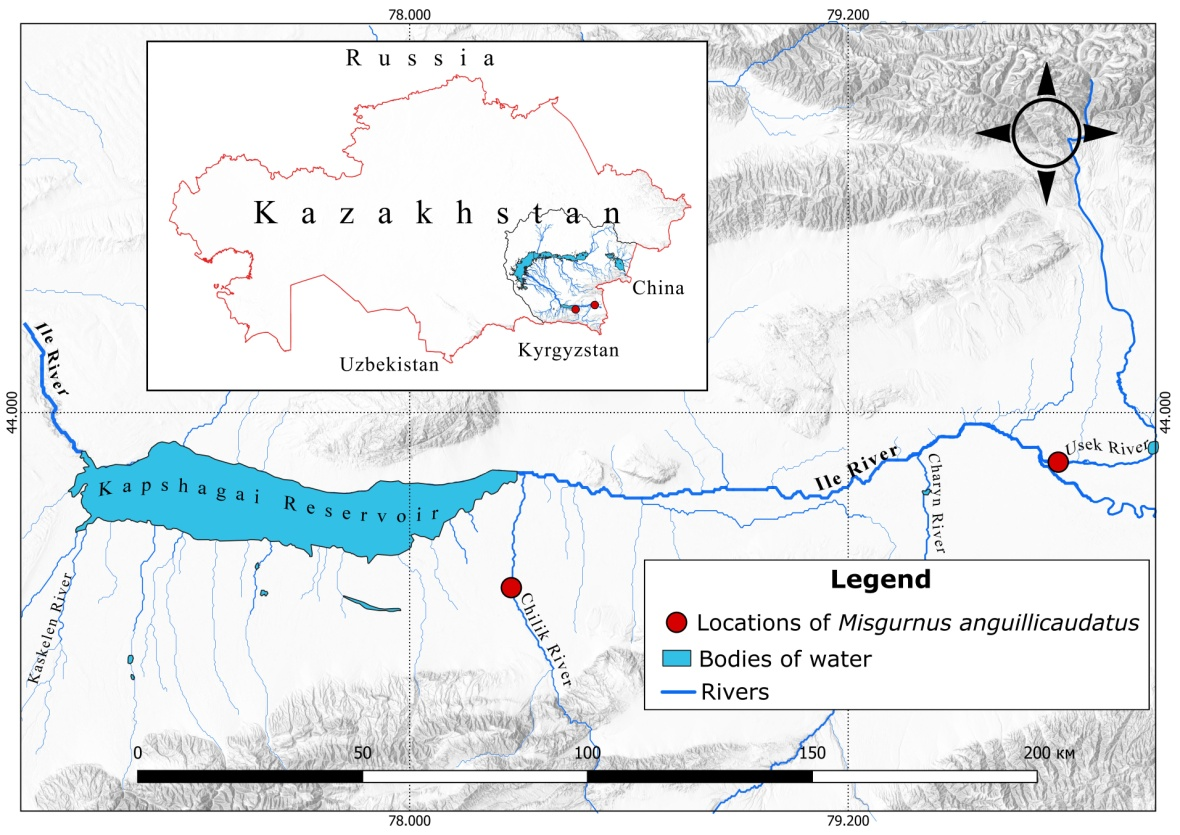 78.000
79.200
Russia
Kazakhstan
China
Kyrgyzstan
Uzbekistan
Ile River
44.000
44.000
Kapshagai Reservoir
Ile River
Usek River
Charyn River
Chilik River
Kaskelen River
Legend
Locations of Misgurnus anguillicaudatus
Bodies of water
Rivers
0 50 100 150 200 км
78.000
79.200